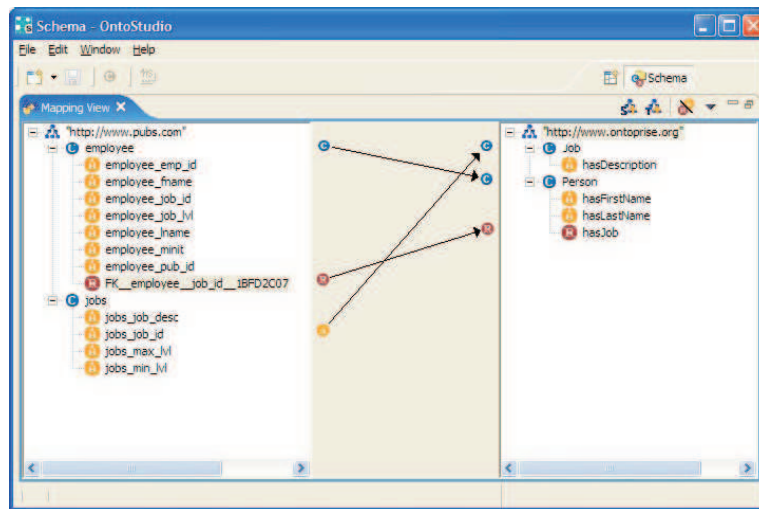 Schema - OntoStudio
File Edit Window Help
Schema
Mapping View
"http://www.pubs.com"
employee
employee_emp_id
employee_fname
employee_job_id
employee_job_lvl
employee_lname
employee_minit
employee_pub_id
FK__employee__job_id__1BFD2C07
jobs
jobs_job_desc
jobs_job_id
jobs_max_lvl
jobs_min_lvl
C
R
A
C
C
R
"http://www.ontoprise.org"
Job
hasDescription
Person
hasFirstName
hasLastName
hasJob